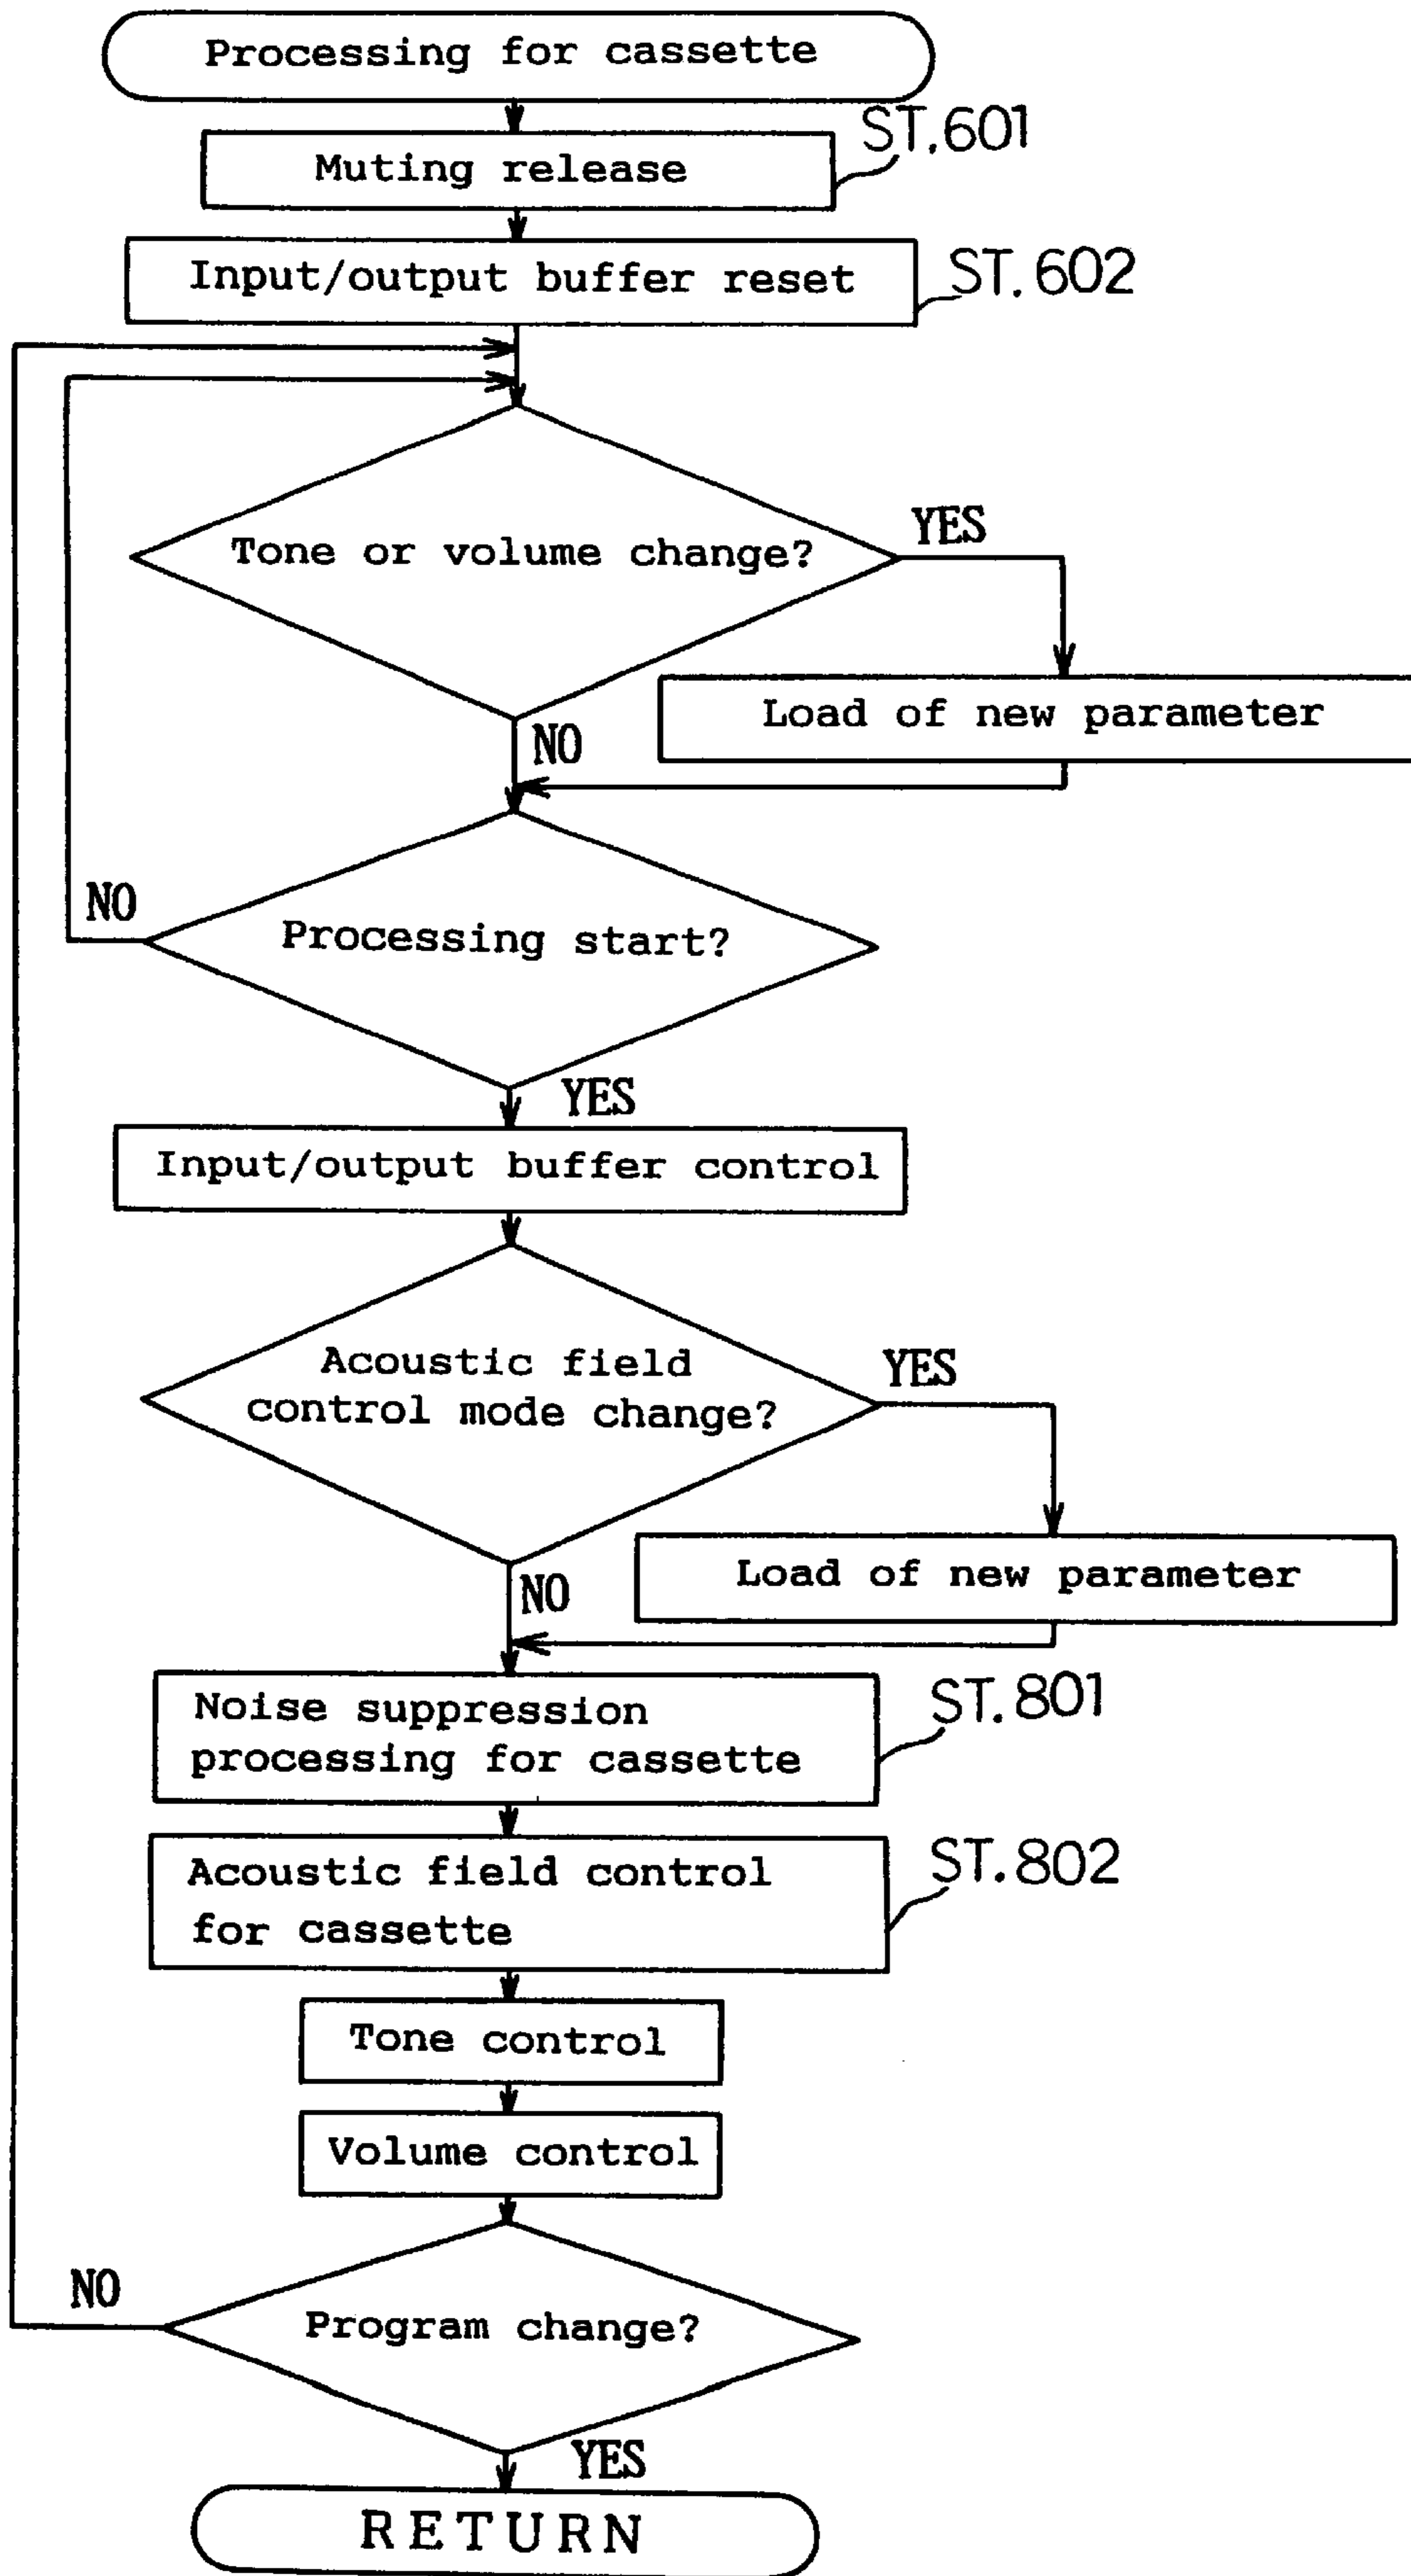 Processing for cassette
ST.601
Muting release
Input/output buffer reset
ST.602
Tone or volume change?
YES
Load of new parameter
NO
NO
Processing start?
YES
Input/output buffer control
Acoustic field
control mode change?
YES
Load of new parameter
NO
Noise suppression
processing for cassette
ST.801
Acoustic field control
for cassette
ST.802
Tone control
Volume control
NO
Program change?
YES
RETURN